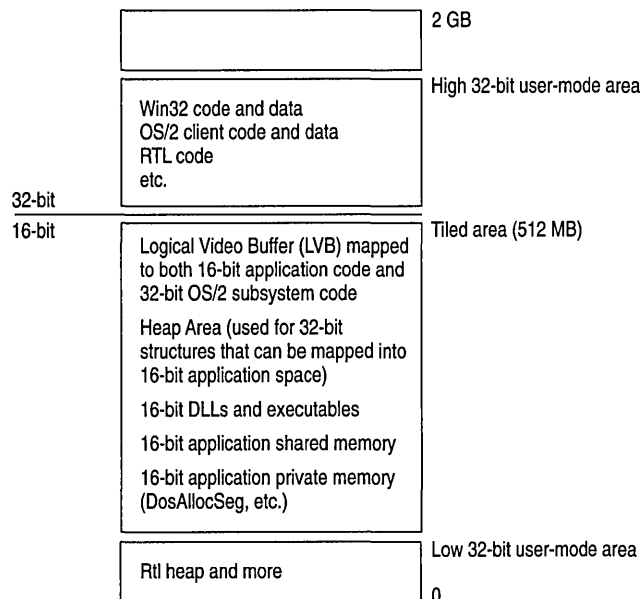 2 GB
High 32-bit user-mode area
Win32 code and data
OS/2 client code and data
RTL code
etc.
32-bit
16-bit
Tiled area (512 MB)
Logical Video Buffer (LVB) mapped
to both 16-bit application code and
32-bit OS/2 subsystem code
Heap Area (used for 32-bit
structures that can be mapped into
16-bit application space)
16-bit DLLs and executables
16-bit application shared memory
16-bit application private memory
(DosAllocSeg, etc.)
Low 32-bit user-mode area
Rtl heap and more
0